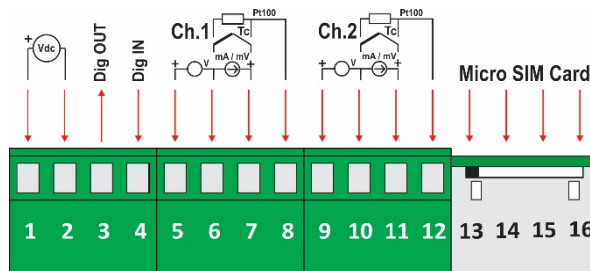 + Vdc
Dig OUT
Dig IN
Ch.1
Pt100
Tc
mA / mV
+ V +
Ch.2
Pt100
Tc
mA / mV
+ V +
Micro SIM Card
1 2 3 4 5 6 7 8 9 10 11 12 13 14 15 16